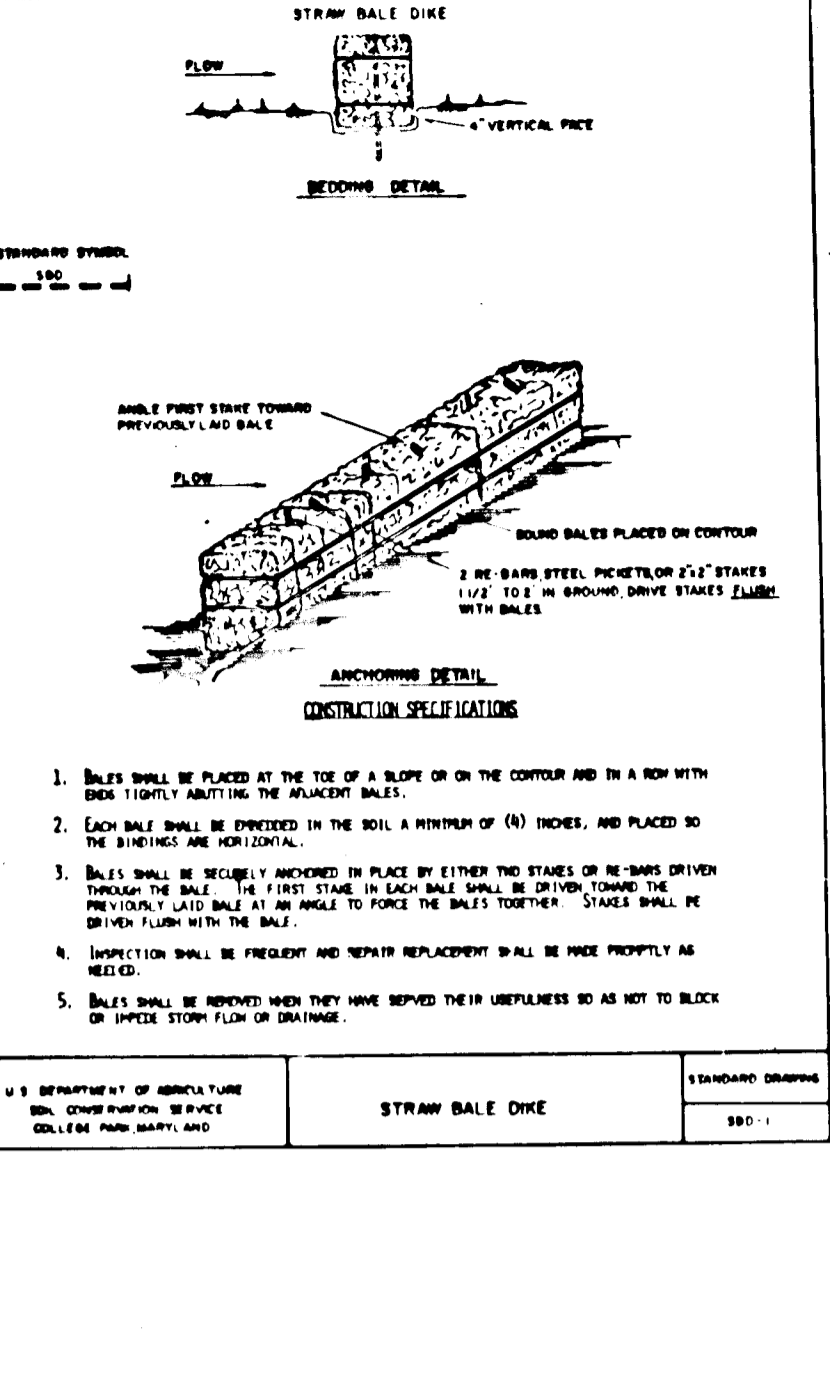 STRAW BALE DIKE
FLOW
4" VERTICAL FACE
BEDDING DETAIL
STANDARD SYMBOL
SBD
ANGLE FIRST STAKE TOWARD
PREVIOUSLY LAID BALE
FLOW
BOUND BALES PLACED ON CONTOUR
2 RE-BARS, STEEL PICKETS, OR 2"x2" STAKES
1 1/2' TO 2' IN GROUND, DRIVE STAKES FLUSH
WITH BALES
ANCHORING DETAIL
CONSTRUCTION SPECIFICATIONS
1. BALES SHALL BE PLACED AT THE TOE OF A SLOPE OR ON THE CONTOUR AND IN A ROW WITH
ENDS TIGHTLY ABUTTING THE ADJACENT BALES.
2. EACH BALE SHALL BE EMBEDDED IN THE SOIL A MINIMUM OF (4) INCHES, AND PLACED SO
THE BINDINGS ARE HORIZONTAL.
3. BALES SHALL BE SECURELY ANCHORED IN PLACE BY EITHER TWO STAKES OR RE-BARS DRIVEN
THROUGH THE BALE. THE FIRST STAKE IN EACH BALE SHALL BE DRIVEN TOWARD THE
PREVIOUSLY LAID BALE AT AN ANGLE TO FORCE THE BALES TOGETHER. STAKES SHALL BE
DRIVEN FLUSH WITH THE BALE.
4. INSPECTION SHALL BE FREQUENT AND REPAIR REPLACEMENT SHALL BE MADE PROMPTLY AS
NEEDED.
5. BALES SHALL BE REMOVED WHEN THEY HAVE SERVED THEIR USEFULNESS SO AS NOT TO BLOCK
OR IMPEDE STORM FLOW OR DRAINAGE.
U S DEPARTMENT OF AGRICULTURE
SOIL CONSERVATION SERVICE
COLLEGE PARK, MARYLAND
STRAW BALE DIKE
STANDARD DRAWING
SBD-1